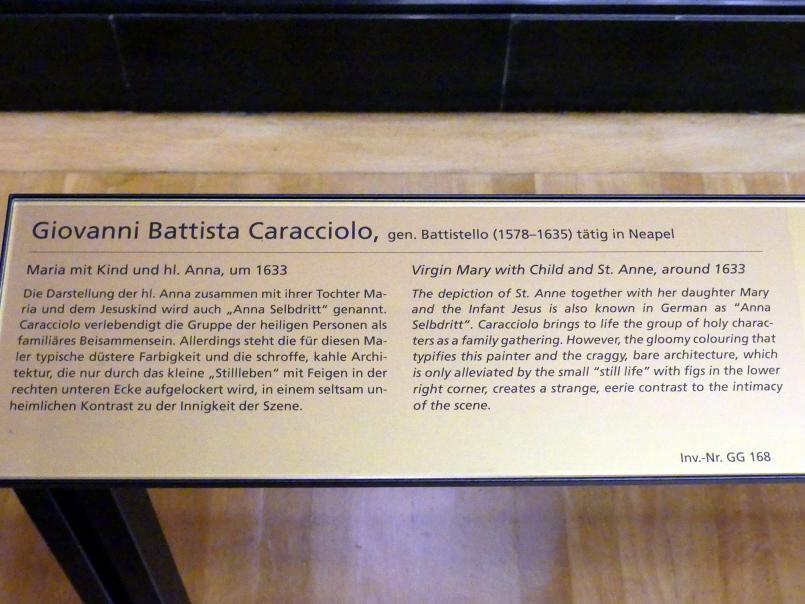 Giovanni Battista Caracciolo, gen. Battistello (1578–1635) tätig in Neapel
Maria mit Kind und hl. Anna, um 1633
Die Darstellung der hl. Anna zusammen mit ihrer Tochter Ma-
ria und dem Jesuskind wird auch „Anna Selbdritt“ genannt.
Caracciolo verlebendigt die Gruppe der heiligen Personen als
familiäres Beisammensein. Allerdings steht die für diesen Ma-
ler typische düstere Farbigkeit und die schroffe, kahle Archi-
tektur, die nur durch das kleine „Stillleben“ mit Feigen in der
rechten unteren Ecke aufgelockert wird, in einem seltsam un-
heimlichen Kontrast zu der Innigkeit der Szene.
Virgin Mary with Child and St. Anne, around 1633
The depiction of St. Anne together with her daughter Mary
and the Infant Jesus is also known in German as “Anna
Selbdritt”. Caracciolo brings to life the group of holy charac-
ters as a family gathering. However, the gloomy colouring that
typifies this painter and the craggy, bare architecture, which
is only alleviated by the small “still life” with figs in the lower
right corner, creates a strange, eerie contrast to the intimacy
of the scene.
Inv.-Nr. GG 168